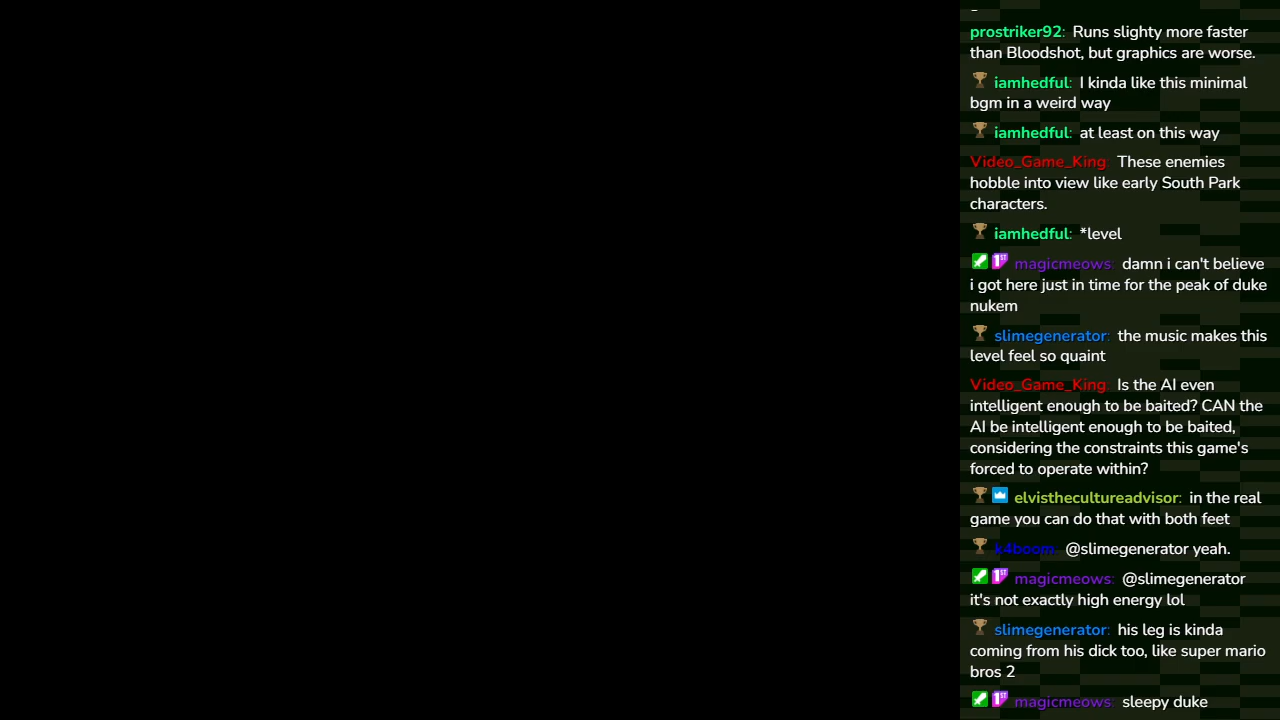 prostriker92: Runs slighty more faster
than Bloodshot, but graphics are worse.
iamhedful: I kinda like this minimal
bgm in a weird way
iamhedful: at least on this way
Video_Game_King: These enemies
hobble into view like early South Park
characters.
iamhedful: *level
magicmeows: damn i can't believe
i got here just in time for the peak of duke
nukem
slimegenerator: the music makes this
level feel so quaint
Video_Game_King: Is the AI even
intelligent enough to be baited? CAN the
AI be intelligent enough to be baited,
considering the constraints this game's
forced to operate within?
elvisthecultureadvisor: in the real
game you can do that with both feet
k4boom: @slimegenerator yeah.
magicmeows: @slimegenerator
it's not exactly high energy lol
slimegenerator: his leg is kinda
coming from his dick too, like super mario
bros 2
magicmeows: sleepy duke